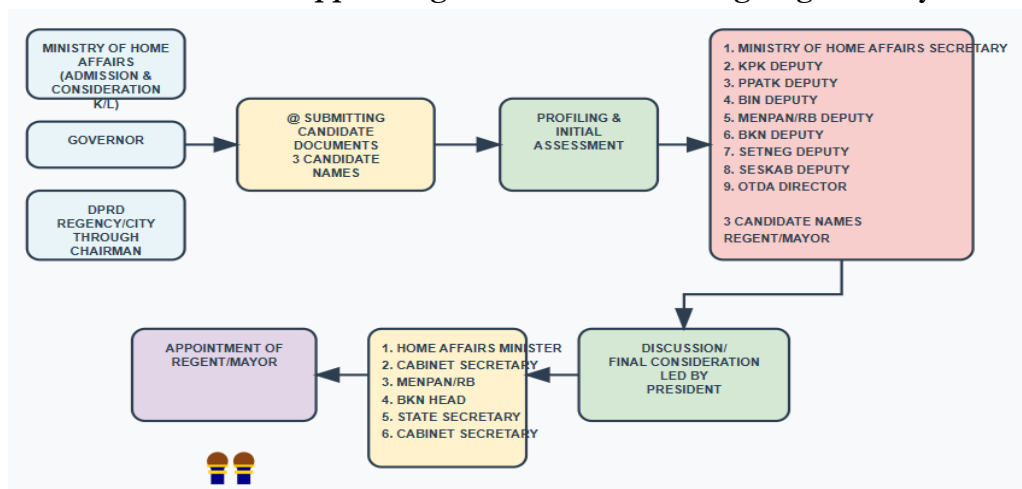 MINISTRY OF HOME
AFFAIRS
(ADMISSION &
CONSIDERATION
K/L)
GOVERNOR
DPRD
REGENCY/CITY
THROUGH
CHAIRMAN
@ SUBMITTING
CANDIDATE
DOCUMENTS
3 CANDIDATE
NAMES
PROFILING &
INITIAL
ASSESSMENT
1. MINISTRY OF HOME AFFAIRS SECRETARY
2. KPK DEPUTY
3. PPATK DEPUTY
4. BIN DEPUTY
5. MENPAN/RB DEPUTY
6. BKN DEPUTY
7. SETNEG DEPUTY
8. SESKAB DEPUTY
9. OTDA DIRECTOR
3 CANDIDATE NAMES
REGENT/MAYOR
DISCUSSION/
FINAL CONSIDERATION
LED BY
PRESIDENT
1. HOME AFFAIRS MINISTER
2. CABINET SECRETARY
3. MENPAN/RB
4. BKN HEAD
5. STATE SECRETARY
6. CABINET SECRETARY
APPOINTMENT OF
REGENT/MAYOR